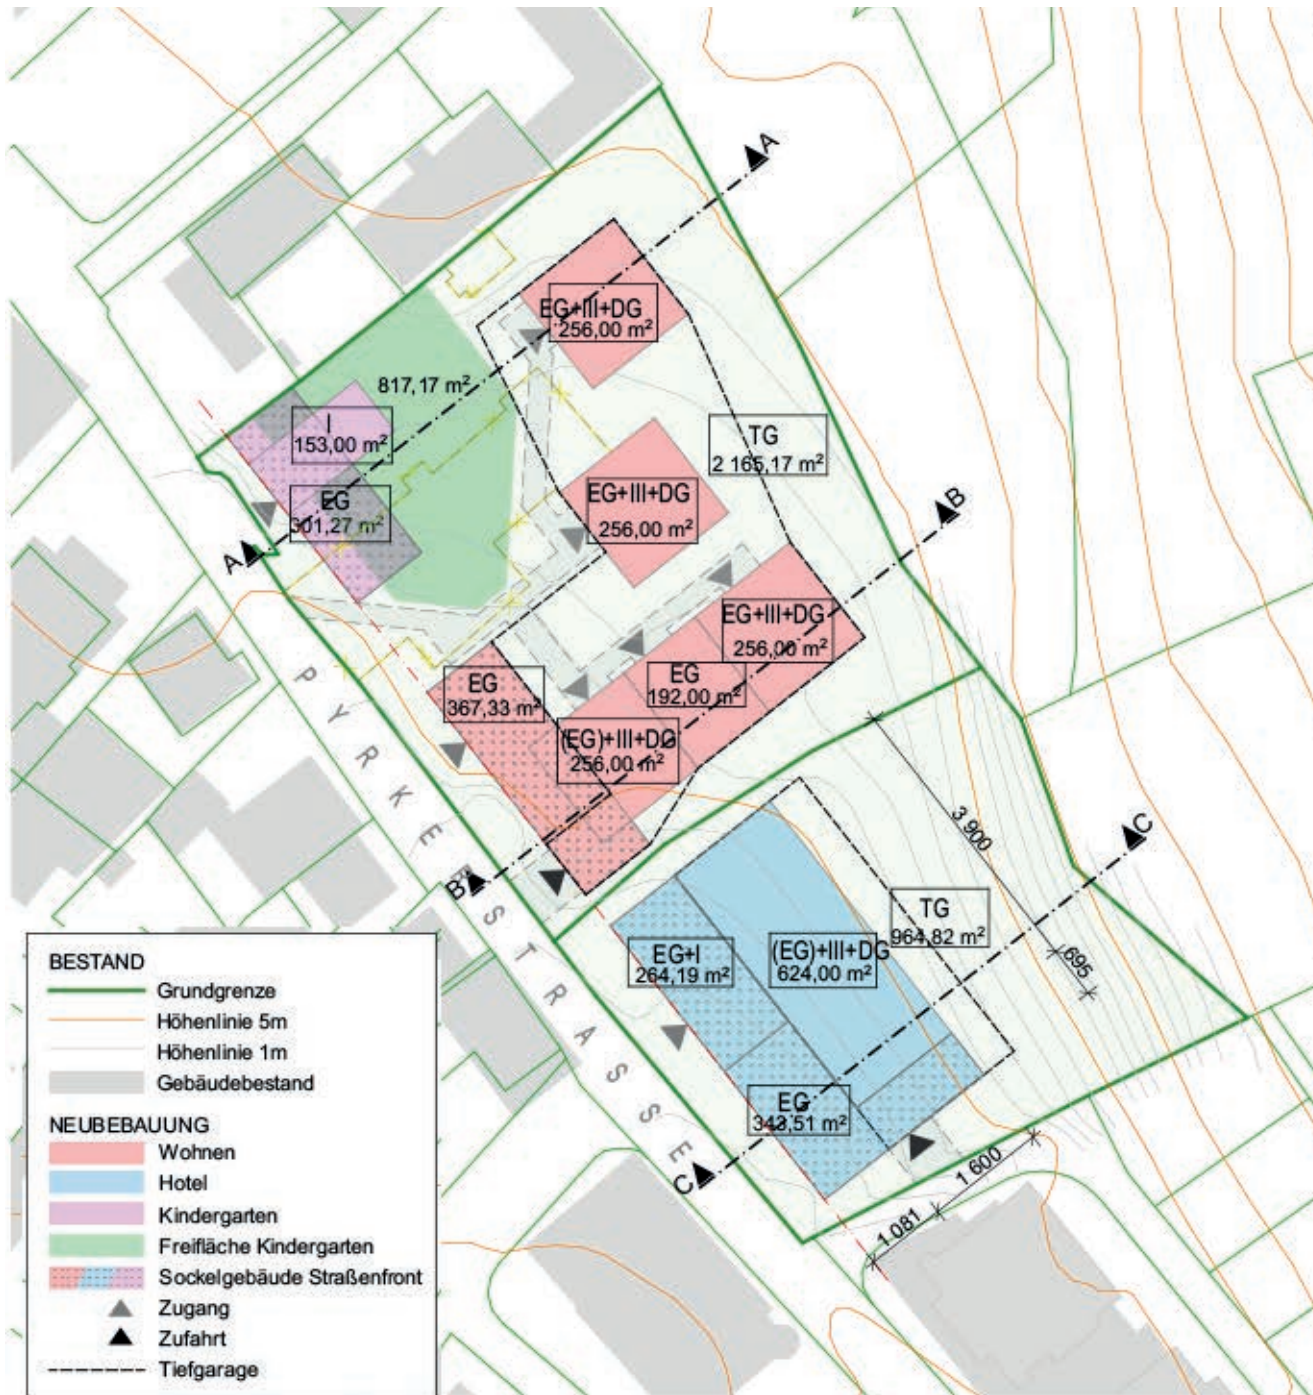 A
EG+III+DG
256,00 m²
817,17 m²
I
153,00 m²
TG
2 165,17 m²
EG
301,27 m²
EG+III+DG
256,00 m²
B
A
EG+III+DG
256,00 m²
EG
192,00 m²
EG
367,33 m²
(EG)+III+DG
256,00 m²
PYRKERSTRASSE
3 900
C
B
TG
964,82 m²
EG+I
264,19 m²
(EG)+III+DG
624,00 m²
695
EG
343,51 m²
C
1 600
1 081
BESTAND
Grundgrenze
Höhenlinie 5m
Höhenlinie 1m
Gebäudebestand
NEUBEBAUUNG
Wohnen
Hotel
Kindergarten
Freifläche Kindergarten
Sockelgebäude Straßenfront
Zugang
Zufahrt
Tiefgarage